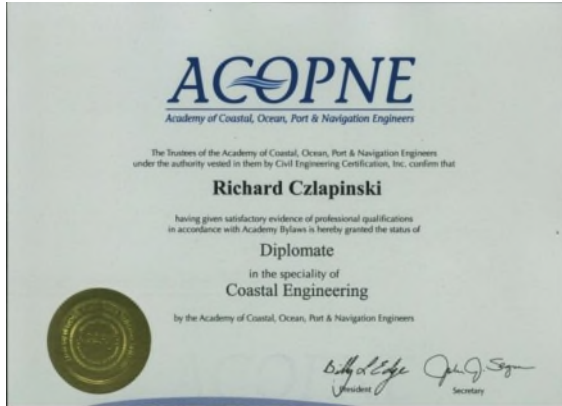 ACOPNE
Academy of Coastal, Ocean, Port & Navigation Engineers
The Trustees of the Academy of Coastal, Ocean, Port & Navigation Engineers
under the authority vested in them by Civil Engineering Certification, Inc. confirm that
Richard Czlapinski
having given satisfactory evidence of professional qualifications
in accordance with Academy Bylaws is hereby granted the status of
Diplomate
in the speciality of
Coastal Engineering
by the Academy of Coastal, Ocean, Port & Navigation Engineers
Billy L Edge
President
Secretary